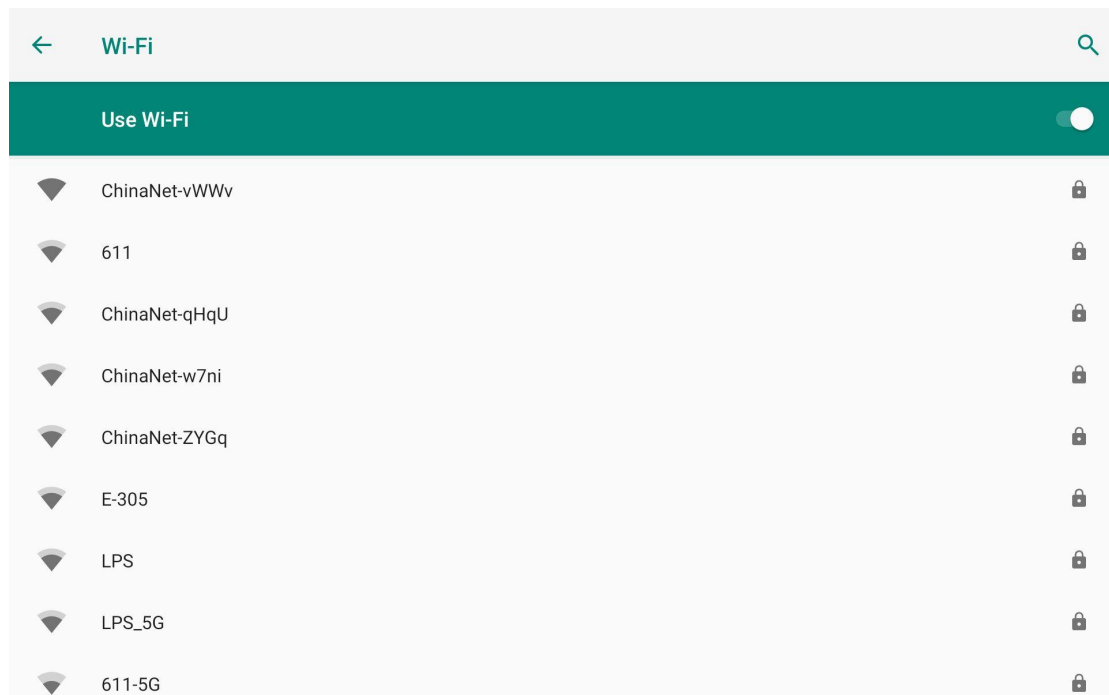 Wi-Fi
Use Wi-Fi
ChinaNet-vWWv
611
ChinaNet-qHqU
ChinaNet-w7ni
ChinaNet-ZYGq
E-305
LPS
LPS_5G
611-5G